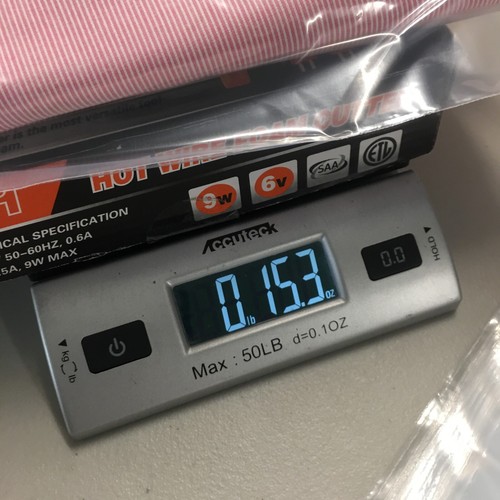 HOT WIRE FOAM CUTTER
9W 6V SAA ETL
ICAL SPECIFICATION
50-60HZ, 0.6A
.5A, 9W MAX
Accuteck
0 lb 15.3 oz
0.0
HOLD
kg lb
Max : 50LB d=0.1OZ